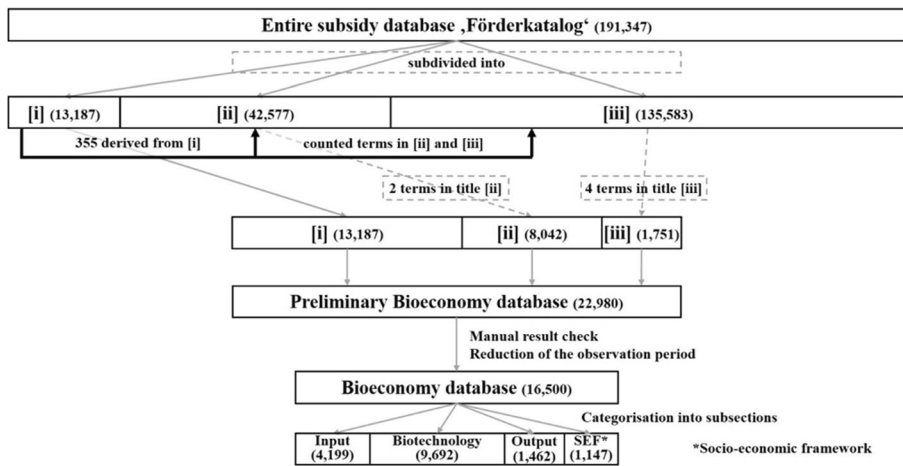 Entire subsidy database ‚Förderkatalog‘ (191,347)
subdivided into
[i] (13,187) [ii] (42,577) [iii] (135,583)
355 derived from [i] counted terms in [ii] and [iii]
2 terms in title [ii] 4 terms in title [iii]
[i] (13,187) [ii] (8,042) [iii] (1,751)
Preliminary Bioeconomy database (22,980)
Manual result check
Reduction of the observation period
Bioeconomy database (16,500)
Categorisation into subsections
Input Biotechnology Output SEF*
(4,199) (9,692) (1,462) (1,147)
*Socio-economic framework